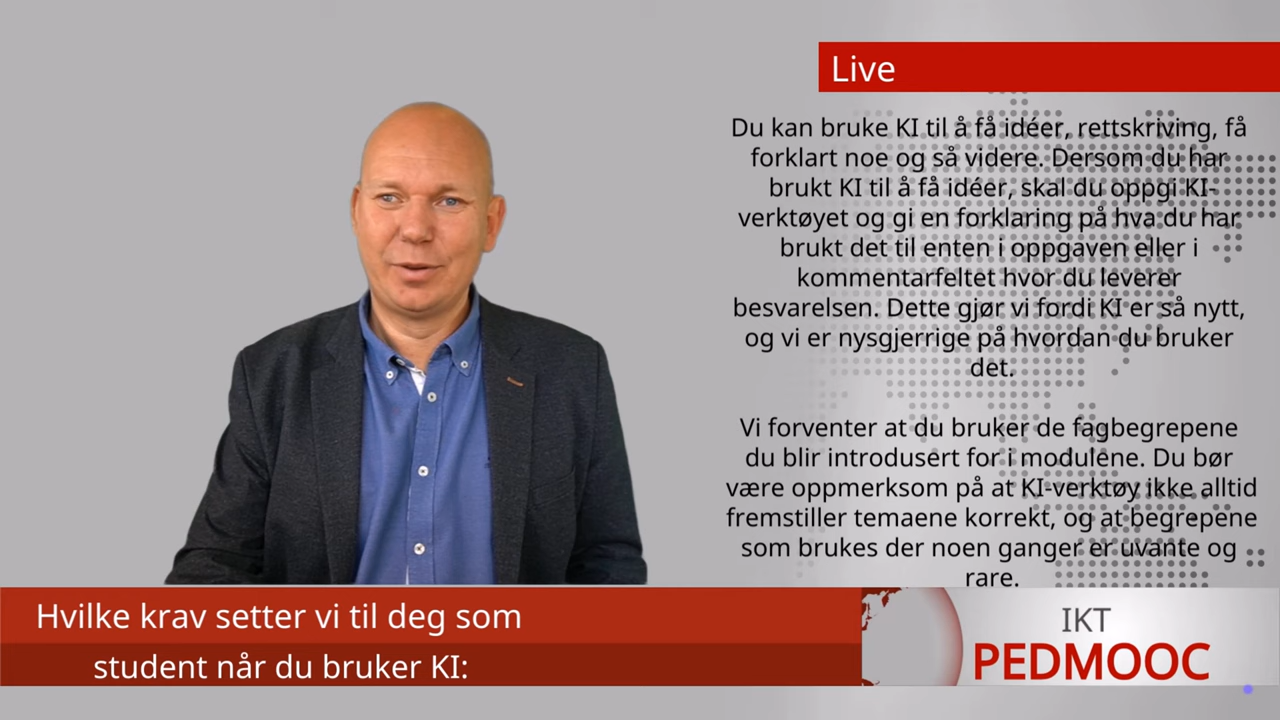 Live
Du kan bruke KI til å få idéer, rettskriving, få
forklart noe og så videre. Dersom du har
brukt KI til å få idéer, skal du oppgi KI-
verktøyet og gi en forklaring på hva du har
brukt det til enten i oppgaven eller i
kommentarfeltet hvor du leverer
besvarelsen. Dette gjør vi fordi KI er så nytt,
og vi er nysgjerrige på hvordan du bruker
det.
Vi forventer at du bruker de fagbegrepene
du blir introdusert for i modulene. Du bør
være oppmerksom på at KI-verktøy ikke alltid
fremstiller temaene korrekt, og at begrepene
som brukes der noen ganger er uvante og
rare.
Hvilke krav setter vi til deg som
student når du bruker KI:
IKT
PEDMOOC